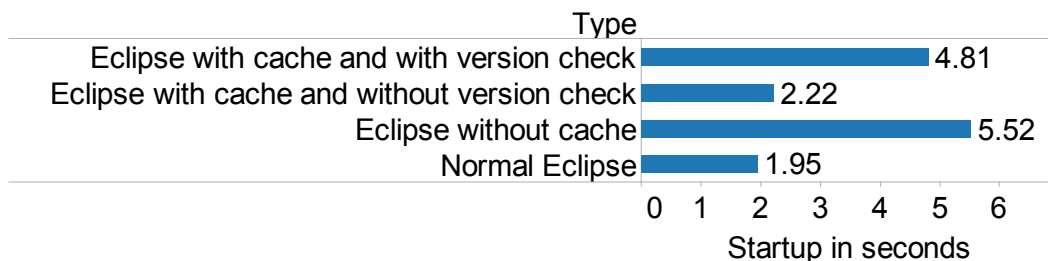 Type
Eclipse with cache and with version check 4.81
Eclipse with cache and without version check 2.22
Eclipse without cache 5.52
Normal Eclipse 1.95
0 1 2 3 4 5 6
Startup in seconds